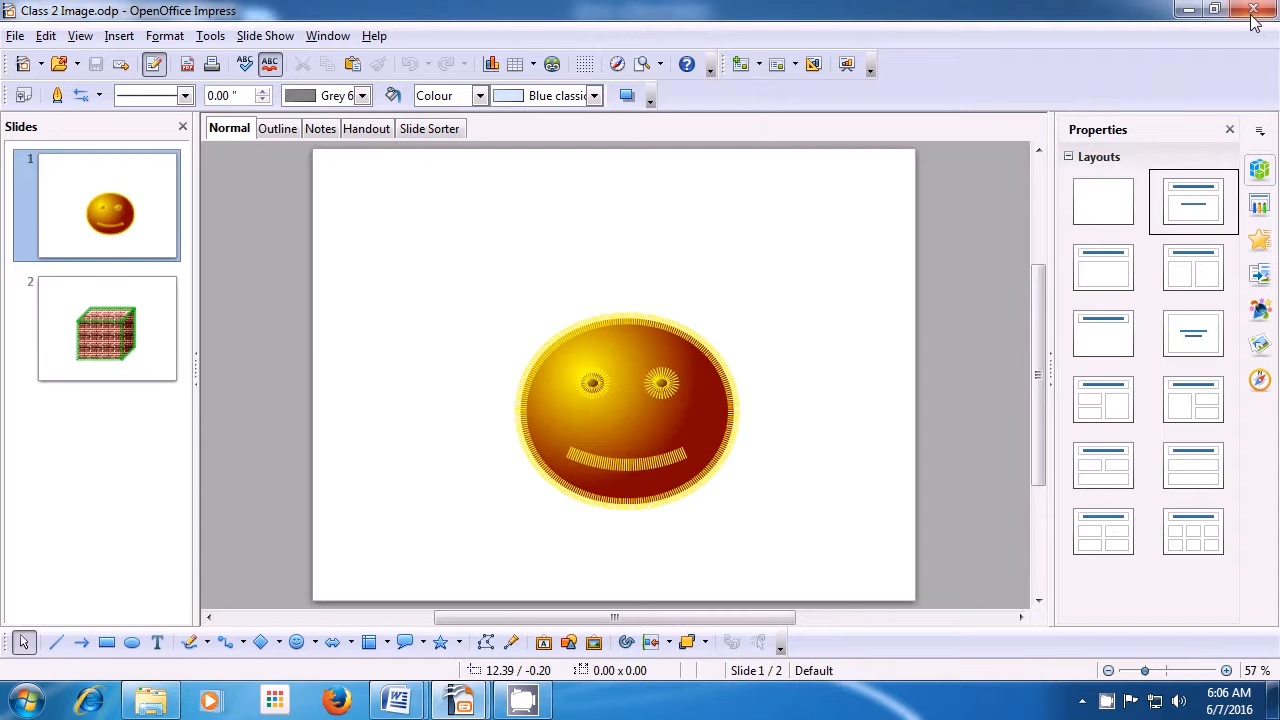 Class 2 Image.odp - OpenOffice Impress
File Edit View Insert Format Tools Slide Show Window Help
ABC ABC
0.00 " Grey 6 Colour Blue classic
Slides
Normal Outline Notes Handout Slide Sorter
Properties
Layouts
1
2
12.39 / -0.20 0.00 x 0.00 Slide 1 / 2 Default 57 %
6:06 AM
6/7/2016